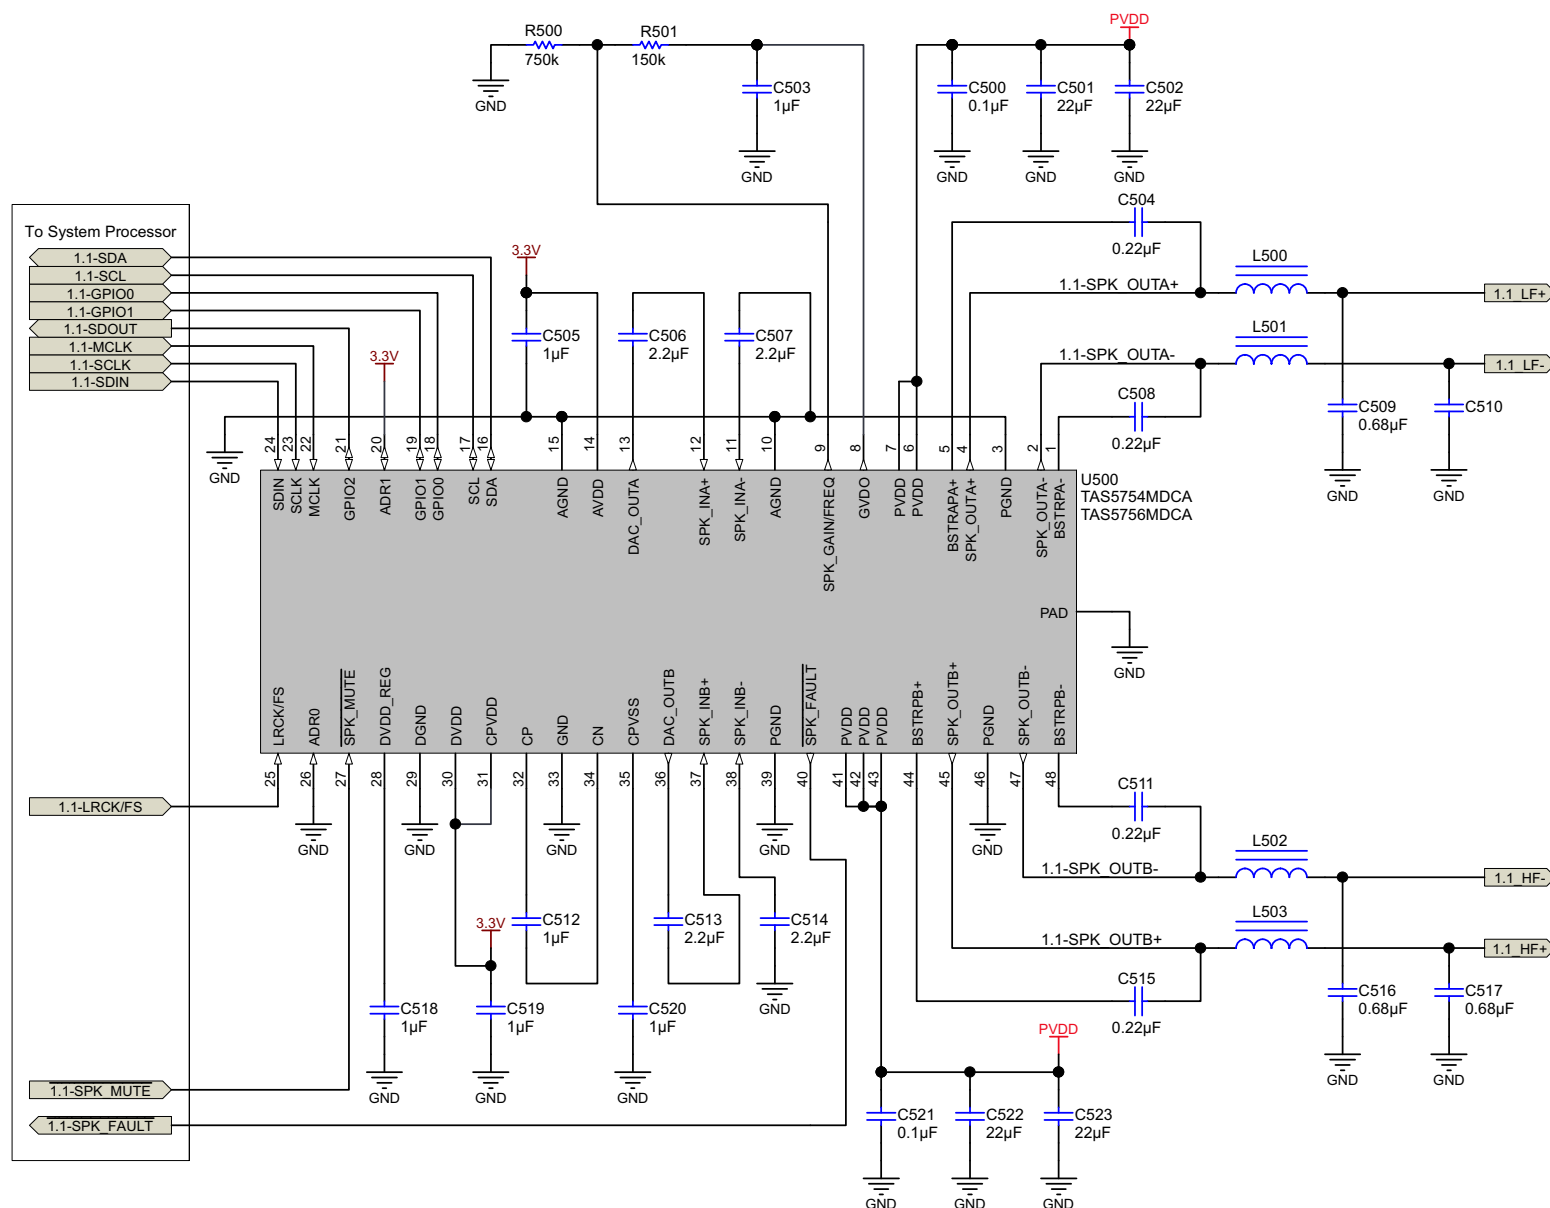 R500
750k
R501
150k
C503
1µF
GND
GND
PVDD
C500
0.1µF
C501
22µF
C502
22µF
GND
GND
GND
To System Processor
1.1-SDA
1.1-SCL
1.1-GPIO0
1.1-GPIO1
1.1-SDOUT
1.1-MCLK
1.1-SCLK
1.1-SDIN
3.3V
3.3V
C505
1µF
C506
2.2µF
C507
2.2µF
C504
0.22µF
1.1-SPK_OUTA+
L500
1.1_LF+
1.1-SPK_OUTA-
L501
1.1_LF-
C508
0.22µF
C509
0.68µF
C510
GND
GND
GND
24 23 22 21 20 19 18 17 16 15 14 13 12 11 10 9 8 7 6 5 4 3 2 1
SDIN
SCLK
MCLK
GPIO2
ADR1
GPIO1
GPIO0
SCL
SDA
AGND
AVDD
DAC_OUTA
SPK_INA+
SPK_INA-
AGND
SPK_GAIN/FREQ
GVDO
PVDD
PVDD
BSTRAPA+
SPK_OUTA+
PGND
SPK_OUTA-
BSTRPA-
U500
TAS5754MDCA
TAS5756MDCA
PAD
GND
LRCK/FS
ADR0
SPK_MUTE
DVDD_REG
DGND
DVDD
CPVDD
CP
GND
CN
CPVSS
DAC_OUTB
SPK_INB+
SPK_INB-
PGND
SPK_FAULT
PVDD
PVDD
PVDD
BSTRPB+
SPK_OUTB+
PGND
SPK_OUTB-
BSTRPB-
25 26 27 28 29 30 31 32 33 34 35 36 37 38 39 40 41 42 43 44 45 46 47 48
1.1-LRCK/FS
GND
GND
GND
GND
GND
C511
0.22µF
1.1-SPK_OUTB-
L502
1.1_HF-
3.3V
C512
1µF
C513
2.2µF
C514
2.2µF
GND
1.1-SPK_OUTB+
L503
1.1_HF+
C515
0.22µF
C516
0.68µF
C517
0.68µF
GND
GND
C518
1µF
C519
1µF
C520
1µF
GND
GND
GND
PVDD
1.1-SPK_MUTE
1.1-SPK_FAULT
C521
0.1µF
C522
22µF
C523
22µF
GND
GND
GND